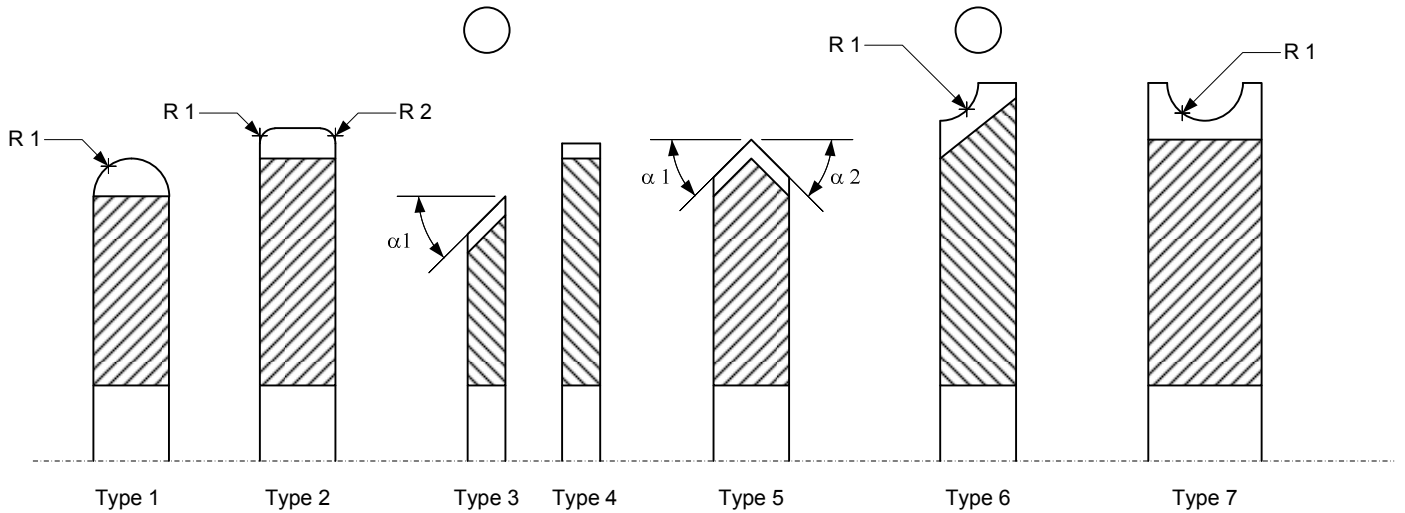 R 1
R 1
R 2
α1
α 1
α 2
R 1
R 1
Type 1
Type 2
Type 3
Type 4
Type 5
Type 6
Type 7